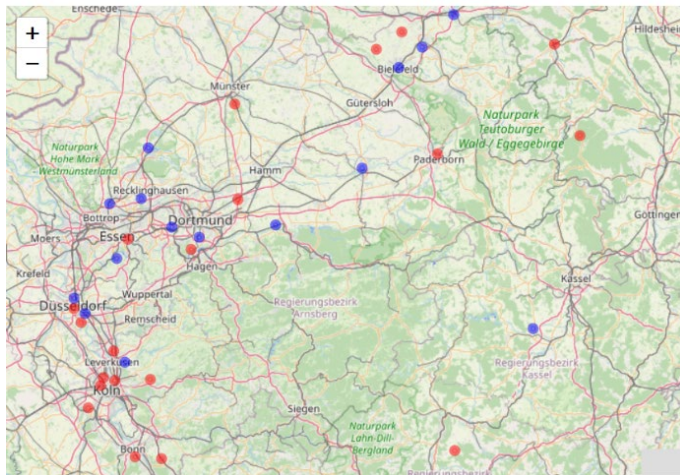 Enschede
Hildeshei
+
−
Bielefeld
Münster
Gütersloh
Naturpark
Teutoburger
Wald / Eggegebirge
Naturpark
Hohe Mark
Westmünsterland
Paderborn
Hamm
Recklinghausen
Bottrop
Dortmund
Göttingen
Moers
Essen
Hagen
Krefeld
Kassel
Wuppertal
Düsseldorf
Regierungsbezirk
Arnsberg
Remscheid
Leverkusen
Regierungsbezirk
Kassel
Köln
Siegen
Naturpark
Lahn-Dill-
Bergland
Bonn
Regierungsbezirk